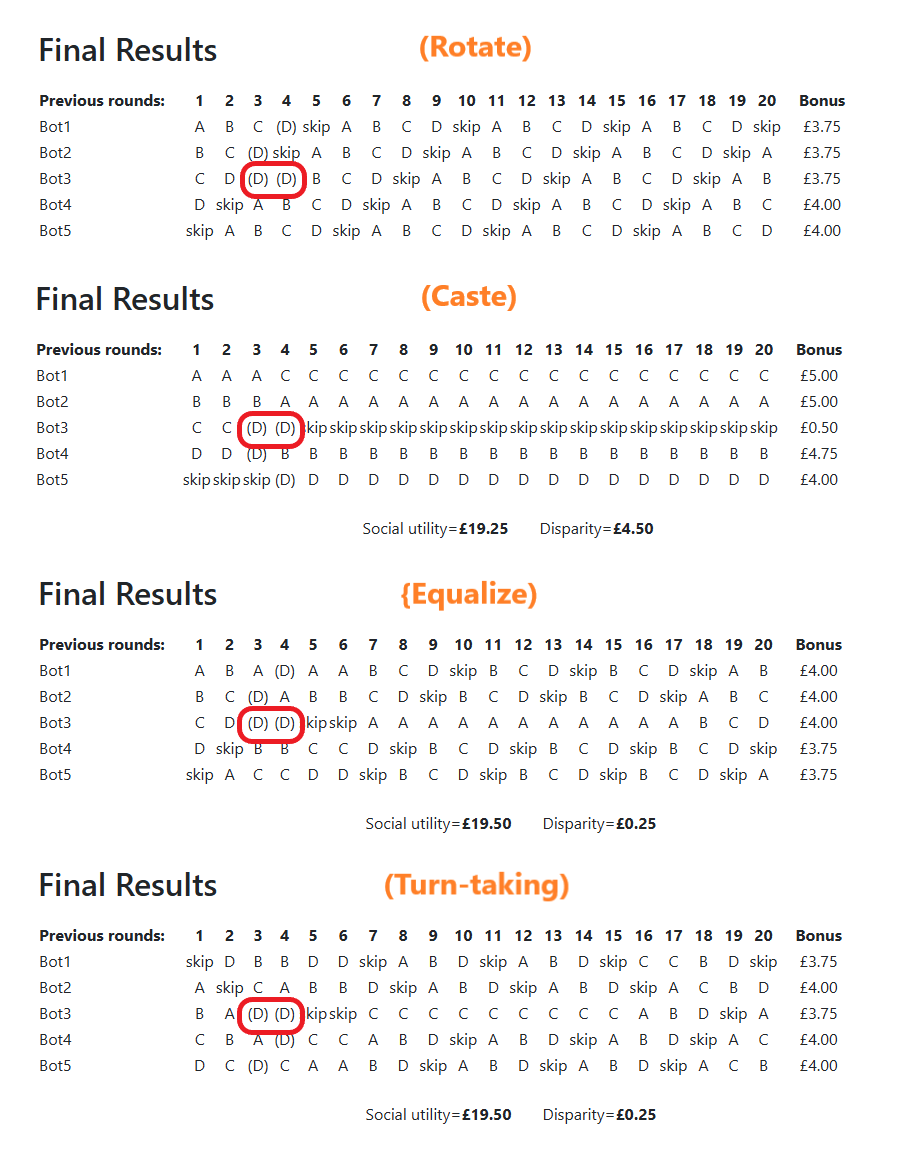 Final Results (Rotate)
Previous rounds: 1 2 3 4 5 6 7 8 9 10 11 12 13 14 15 16 17 18 19 20 Bonus
Bot1 A B C (D) skip A B C D skip A B C D skip A B C D skip £3.75
Bot2 B C (D) skip A B C D skip A B C D skip A B C D skip A £3.75
Bot3 C D (D) (D) B C D skip A B C D skip A B C D skip A B £3.75
Bot4 D skip A B C D skip A B C D skip A B C D skip A B C £4.00
Bot5 skip A B C D skip A B C D skip A B C D skip A B C D £4.00
Final Results (Caste)
Previous rounds: 1 2 3 4 5 6 7 8 9 10 11 12 13 14 15 16 17 18 19 20 Bonus
Bot1 A A A C C C C C C C C C C C C C C C C C £5.00
Bot2 B B B A A A A A A A A A A A A A A A A A £5.00
Bot3 C C (D) (D) skip skip skip skip skip skip skip skip skip skip skip skip skip skip skip skip £0.50
Bot4 D D (D) B B B B B B B B B B B B B B B B B £4.75
Bot5 skip skip skip (D) D D D D D D D D D D D D D D D D £4.00
Social utility=£19.25 Disparity=£4.50
Final Results {Equalize)
Previous rounds: 1 2 3 4 5 6 7 8 9 10 11 12 13 14 15 16 17 18 19 20 Bonus
Bot1 A B A (D) A A B C D skip B C D skip B C D skip A B £4.00
Bot2 B C (D) A B B C D skip B C D skip B C D skip A B C £4.00
Bot3 C D (D) (D) skip skip A A A A A A A A A A A B C D £4.00
Bot4 D skip B B C C D skip B C D skip B C D skip B C D skip £3.75
Bot5 skip A C C D D skip B C D skip B C D skip B C D skip A £3.75
Social utility=£19.50 Disparity=£0.25
Final Results (Turn-taking)
Previous rounds: 1 2 3 4 5 6 7 8 9 10 11 12 13 14 15 16 17 18 19 20 Bonus
Bot1 skip D B B D D skip A B D skip A B D skip C C B D skip £3.75
Bot2 A skip C A B B D skip A B D skip A B D skip A C B D £4.00
Bot3 B A (D) (D) skip skip C C C C C C C C C A B D skip A £3.75
Bot4 C B A (D) C C A B D skip A B D skip A B D skip A C £4.00
Bot5 D C (D) C A A B D skip A B D skip A B D skip A C B £4.00
Social utility=£19.50 Disparity=£0.25